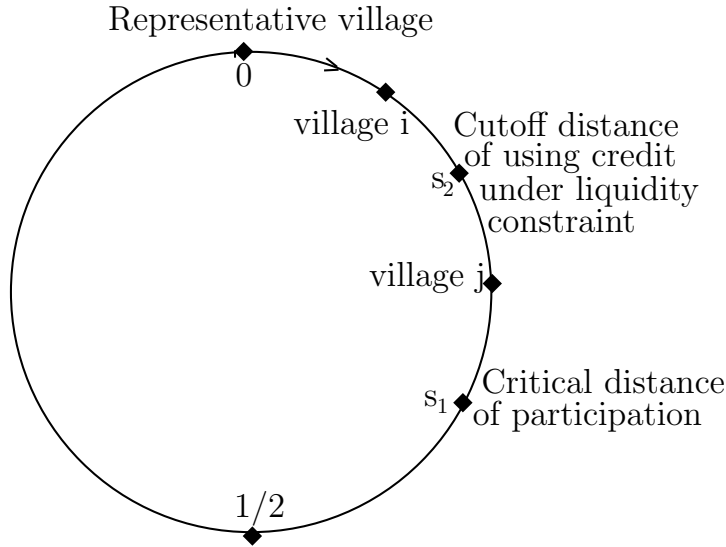 Representative village
0
village i
Cutoff distance
of using credit
s₂
under liquidity
constraint
village j
Critical distance
s₁
of participation
1/2